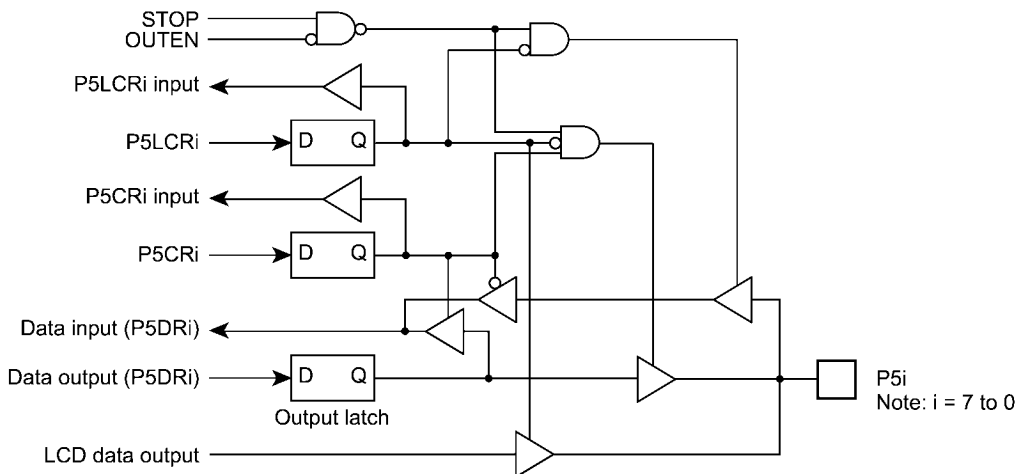 STOP
OUTEN
P5LCRi input
P5LCRi
D Q
P5CRi input
P5CRi
D Q
Data input (P5DRi)
Data output (P5DRi)
D Q
Output latch
P5i
Note: i = 7 to 0
LCD data output